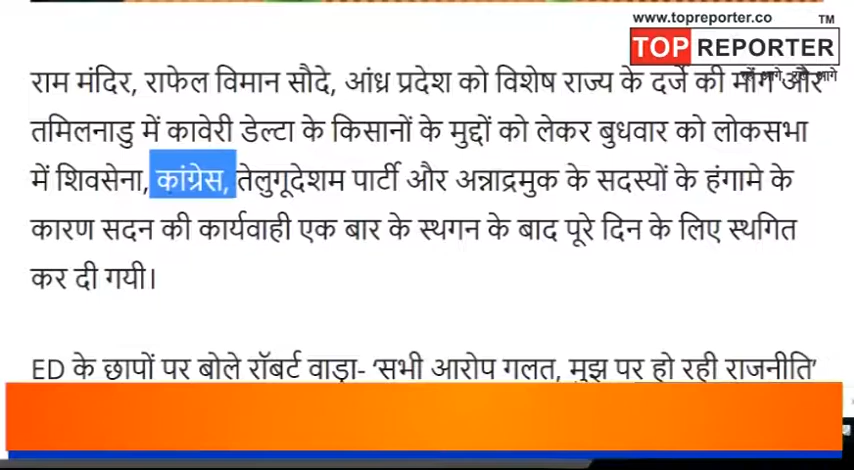 www.topreporter.co
TM
TOP REPORTER
राम मंदिर, राफेल विमान सौदे, आंध्र प्रदेश को विशेष राज्य के दर्जे की मांग और
तमिलनाडु में कावेरी डेल्टा के किसानों के मुद्दों को लेकर बुधवार को लोकसभा
में शिवसेना, कांग्रेस, तेलुगूदेशम पार्टी और अन्नाद्रमुक के सदस्यों के हंगामे के
कारण सदन की कार्यवाही एक बार के स्थगन के बाद पूरे दिन के लिए स्थगित
कर दी गयी।
ED के छापों पर बोले रॉबर्ट वाड्रा- ‘सभी आरोप गलत, मुझ पर हो रही राजनीति’